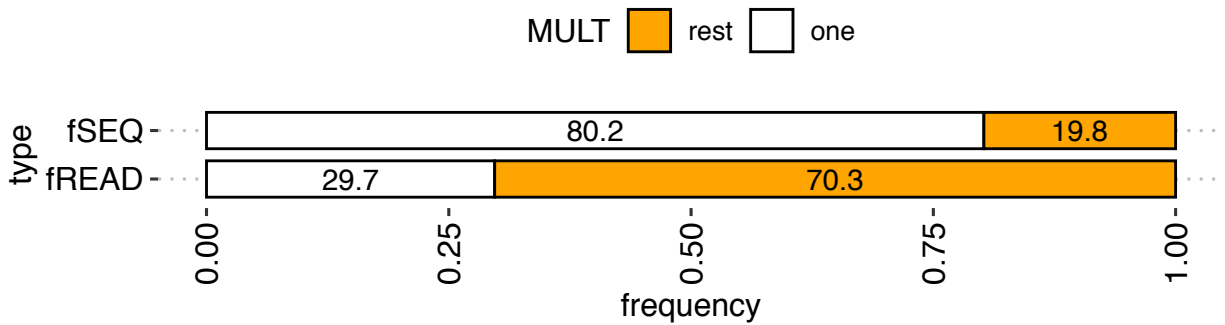 MULT rest one
type
fSEQ 80.2 19.8
fREAD 29.7 70.3
0.00 0.25 0.50 0.75 1.00
frequency